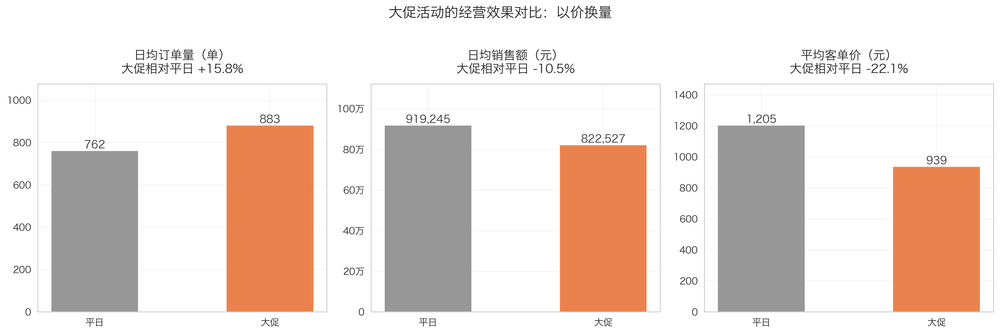 大促活动的经营效果对比：以价换量
日均订单量（单）
大促相对平日 +15.8%
1000
800
600
400
200
0
762
883
平日
大促
日均销售额（元）
大促相对平日 -10.5%
100万
80万
60万
40万
20万
0
919,245
822,527
平日
大促
平均客单价（元）
大促相对平日 -22.1%
1400
1200
1000
800
600
400
200
0
1,205
939
平日
大促